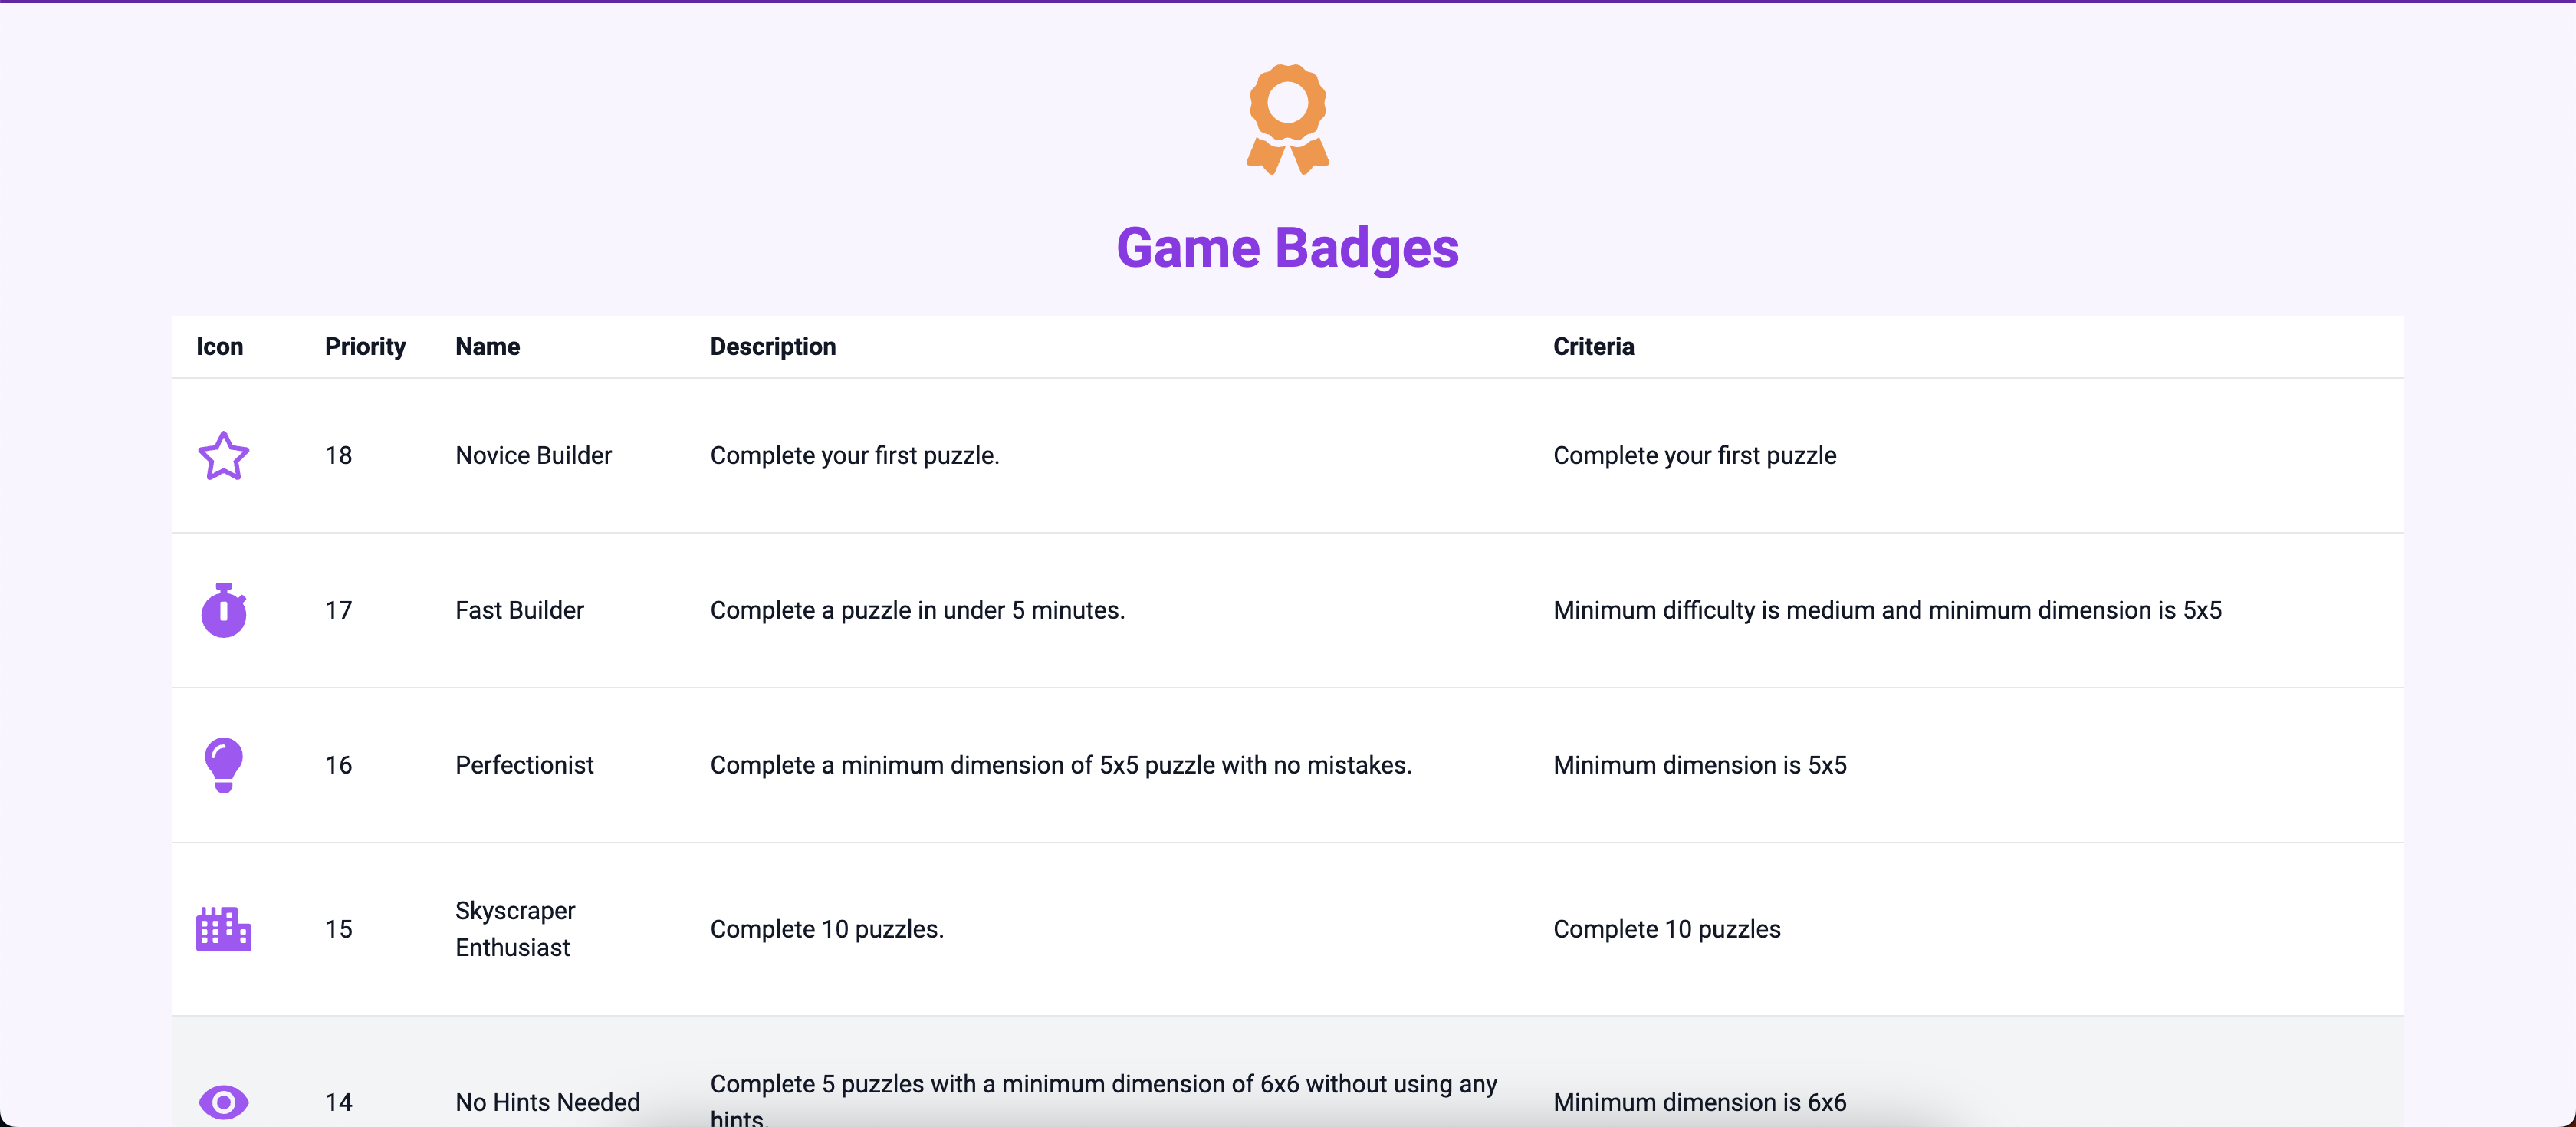 Game Badges
Icon Priority Name Description Criteria
18 Novice Builder Complete your first puzzle. Complete your first puzzle
17 Fast Builder Complete a puzzle in under 5 minutes. Minimum difficulty is medium and minimum dimension is 5x5
16 Perfectionist Complete a minimum dimension of 5x5 puzzle with no mistakes. Minimum dimension is 5x5
Skyscraper
15 Enthusiast Complete 10 puzzles. Complete 10 puzzles
14 No Hints Needed Complete 5 puzzles with a minimum dimension of 6x6 without using any Minimum dimension is 6x6
hints.